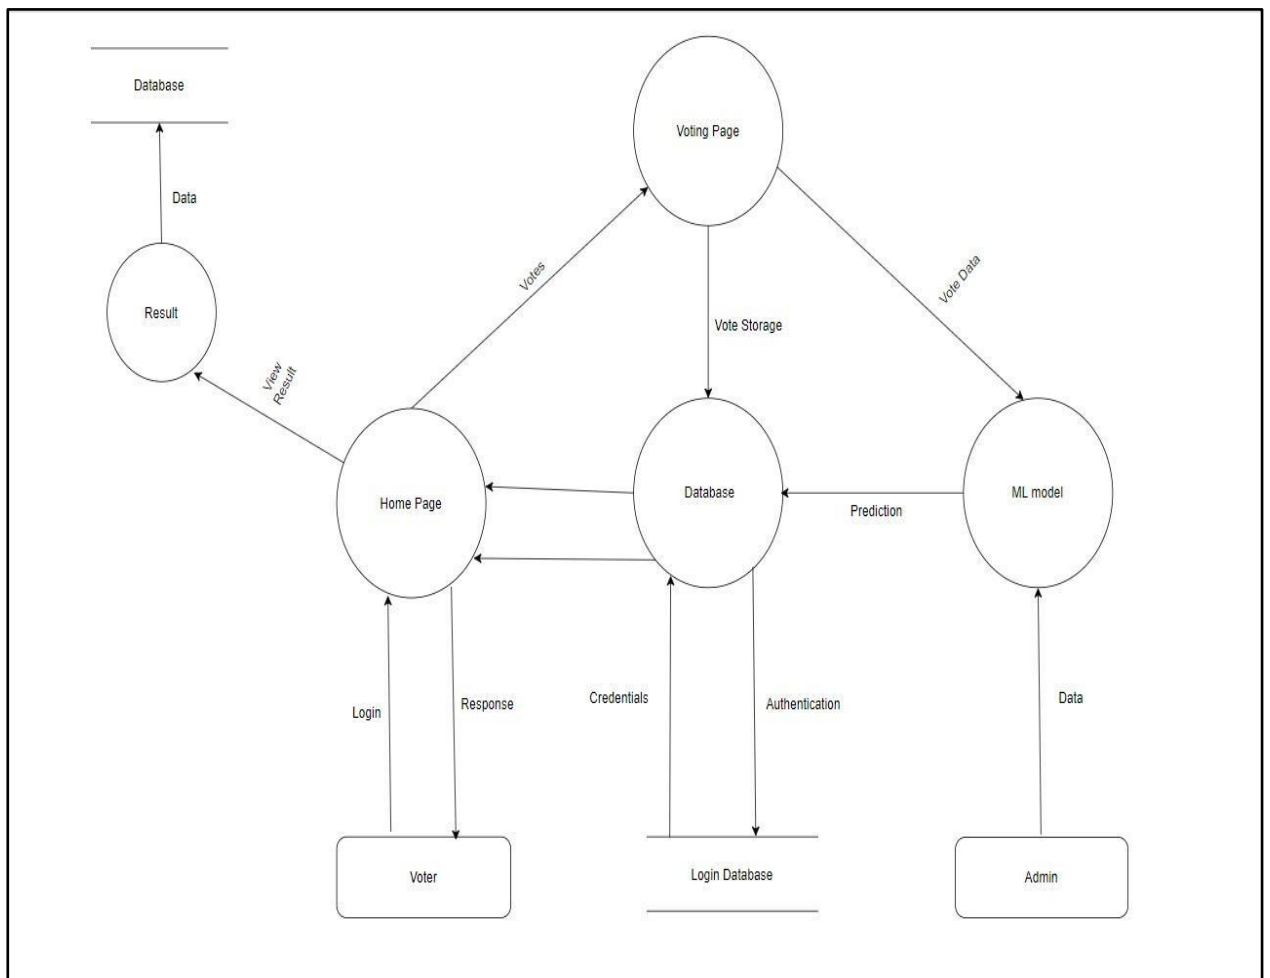 Database
Voting Page
Data
Votes
Vote Data
Result
Vote Storage
View
Result
Home Page
Database
ML model
Prediction
Login
Response
Credentials
Authentication
Data
Voter
Login Database
Admin